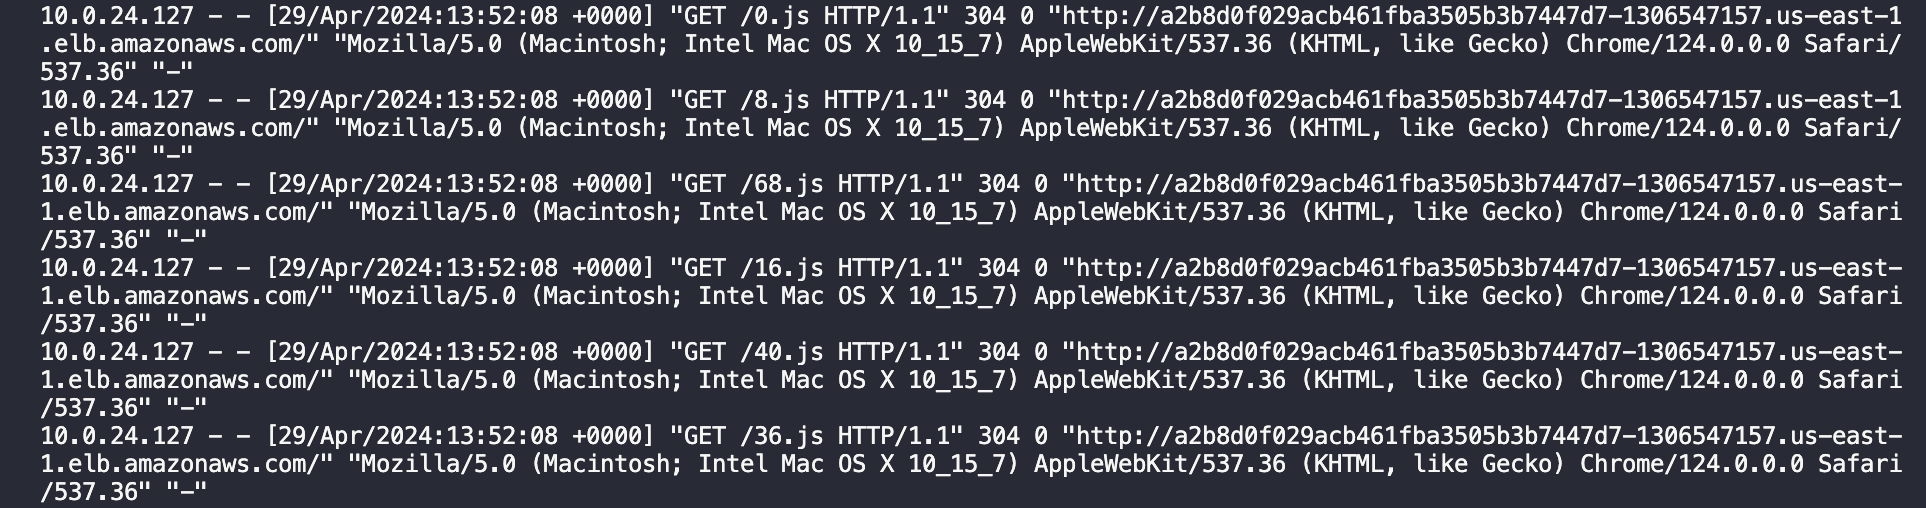 10.0.24.127 - - [29/Apr/2024:13:52:08 +0000] "GET /0.js HTTP/1.1" 304 0 "http://a2b8d0f029acb461fba3505b3b7447d7-1306547157.us-east-1
.elb.amazonaws.com/" "Mozilla/5.0 (Macintosh; Intel Mac OS X 10_15_7) AppleWebKit/537.36 (KHTML, like Gecko) Chrome/124.0.0.0 Safari/
537.36" "-"
10.0.24.127 - - [29/Apr/2024:13:52:08 +0000] "GET /8.js HTTP/1.1" 304 0 "http://a2b8d0f029acb461fba3505b3b7447d7-1306547157.us-east-1
.elb.amazonaws.com/" "Mozilla/5.0 (Macintosh; Intel Mac OS X 10_15_7) AppleWebKit/537.36 (KHTML, like Gecko) Chrome/124.0.0.0 Safari/
537.36" "-"
10.0.24.127 - - [29/Apr/2024:13:52:08 +0000] "GET /68.js HTTP/1.1" 304 0 "http://a2b8d0f029acb461fba3505b3b7447d7-1306547157.us-east-
1.elb.amazonaws.com/" "Mozilla/5.0 (Macintosh; Intel Mac OS X 10_15_7) AppleWebKit/537.36 (KHTML, like Gecko) Chrome/124.0.0.0 Safari
/537.36" "-"
10.0.24.127 - - [29/Apr/2024:13:52:08 +0000] "GET /16.js HTTP/1.1" 304 0 "http://a2b8d0f029acb461fba3505b3b7447d7-1306547157.us-east-
1.elb.amazonaws.com/" "Mozilla/5.0 (Macintosh; Intel Mac OS X 10_15_7) AppleWebKit/537.36 (KHTML, like Gecko) Chrome/124.0.0.0 Safari
/537.36" "-"
10.0.24.127 - - [29/Apr/2024:13:52:08 +0000] "GET /40.js HTTP/1.1" 304 0 "http://a2b8d0f029acb461fba3505b3b7447d7-1306547157.us-east-
1.elb.amazonaws.com/" "Mozilla/5.0 (Macintosh; Intel Mac OS X 10_15_7) AppleWebKit/537.36 (KHTML, like Gecko) Chrome/124.0.0.0 Safari
/537.36" "-"
10.0.24.127 - - [29/Apr/2024:13:52:08 +0000] "GET /36.js HTTP/1.1" 304 0 "http://a2b8d0f029acb461fba3505b3b7447d7-1306547157.us-east-
1.elb.amazonaws.com/" "Mozilla/5.0 (Macintosh; Intel Mac OS X 10_15_7) AppleWebKit/537.36 (KHTML, like Gecko) Chrome/124.0.0.0 Safari
/537.36" "-"